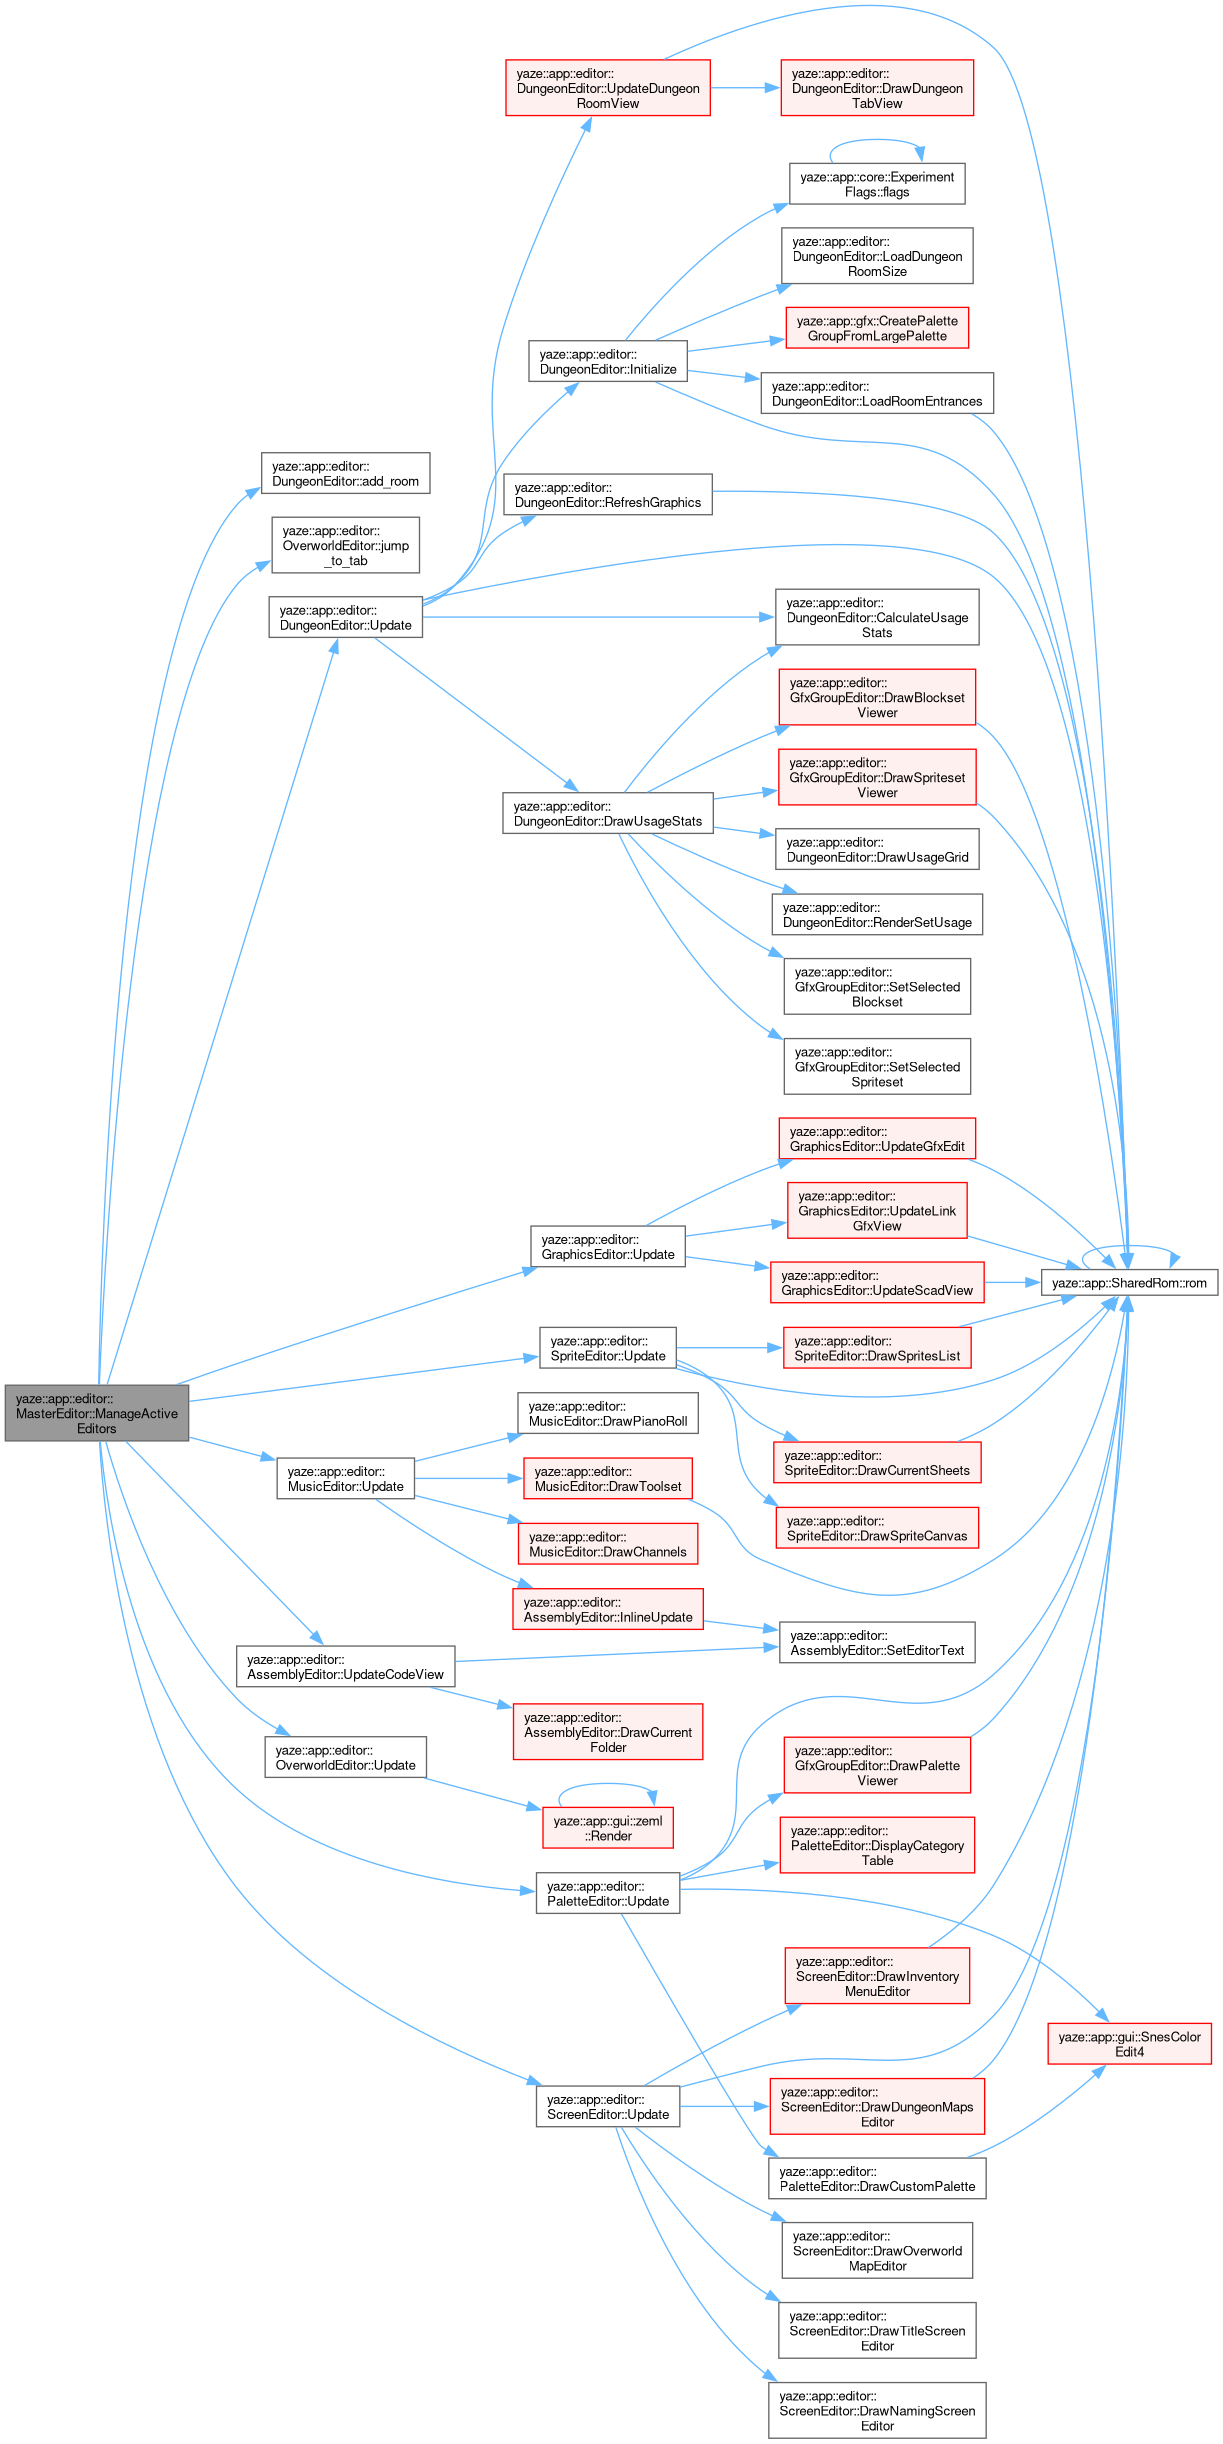 yaze::app::editor::
DungeonEditor::UpdateDungeon
RoomView
yaze::app::editor::
DungeonEditor::DrawDungeon
TabView
yaze::app::core::Experiment
Flags::flags
yaze::app::editor::
DungeonEditor::LoadDungeon
RoomSize
yaze::app::gfx::CreatePalette
GroupFromLargePalette
yaze::app::editor::
DungeonEditor::Initialize
yaze::app::editor::
DungeonEditor::LoadRoomEntrances
yaze::app::editor::
DungeonEditor::add_room
yaze::app::editor::
DungeonEditor::RefreshGraphics
yaze::app::editor::
OverworldEditor::jump
_to_tab
yaze::app::editor::
DungeonEditor::Update
yaze::app::editor::
DungeonEditor::CalculateUsage
Stats
yaze::app::editor::
GfxGroupEditor::DrawBlockset
Viewer
yaze::app::editor::
GfxGroupEditor::DrawSpriteset
Viewer
yaze::app::editor::
DungeonEditor::DrawUsageStats
yaze::app::editor::
DungeonEditor::DrawUsageGrid
yaze::app::editor::
DungeonEditor::RenderSetUsage
yaze::app::editor::
GfxGroupEditor::SetSelected
Blockset
yaze::app::editor::
GfxGroupEditor::SetSelected
Spriteset
yaze::app::editor::
GraphicsEditor::UpdateGfxEdit
yaze::app::editor::
GraphicsEditor::UpdateLink
GfxView
yaze::app::editor::
GraphicsEditor::Update
yaze::app::editor::
GraphicsEditor::UpdateScadView
yaze::app::SharedRom::rom
yaze::app::editor::
SpriteEditor::Update
yaze::app::editor::
SpriteEditor::DrawSpritesList
yaze::app::editor::
MasterEditor::ManageActive
Editors
yaze::app::editor::
MusicEditor::DrawPianoRoll
yaze::app::editor::
SpriteEditor::DrawCurrentSheets
yaze::app::editor::
MusicEditor::Update
yaze::app::editor::
MusicEditor::DrawToolset
yaze::app::editor::
SpriteEditor::DrawSpriteCanvas
yaze::app::editor::
MusicEditor::DrawChannels
yaze::app::editor::
AssemblyEditor::InlineUpdate
yaze::app::editor::
AssemblyEditor::SetEditorText
yaze::app::editor::
AssemblyEditor::UpdateCodeView
yaze::app::editor::
AssemblyEditor::DrawCurrent
Folder
yaze::app::editor::
OverworldEditor::Update
yaze::app::editor::
GfxGroupEditor::DrawPalette
Viewer
yaze::app::gui::zeml
::Render
yaze::app::editor::
PaletteEditor::DisplayCategory
Table
yaze::app::editor::
PaletteEditor::Update
yaze::app::editor::
ScreenEditor::DrawInventory
MenuEditor
yaze::app::gui::SnesColor
Edit4
yaze::app::editor::
ScreenEditor::Update
yaze::app::editor::
ScreenEditor::DrawDungeonMaps
Editor
yaze::app::editor::
PaletteEditor::DrawCustomPalette
yaze::app::editor::
ScreenEditor::DrawOverworld
MapEditor
yaze::app::editor::
ScreenEditor::DrawTitleScreen
Editor
yaze::app::editor::
ScreenEditor::DrawNamingScreen
Editor